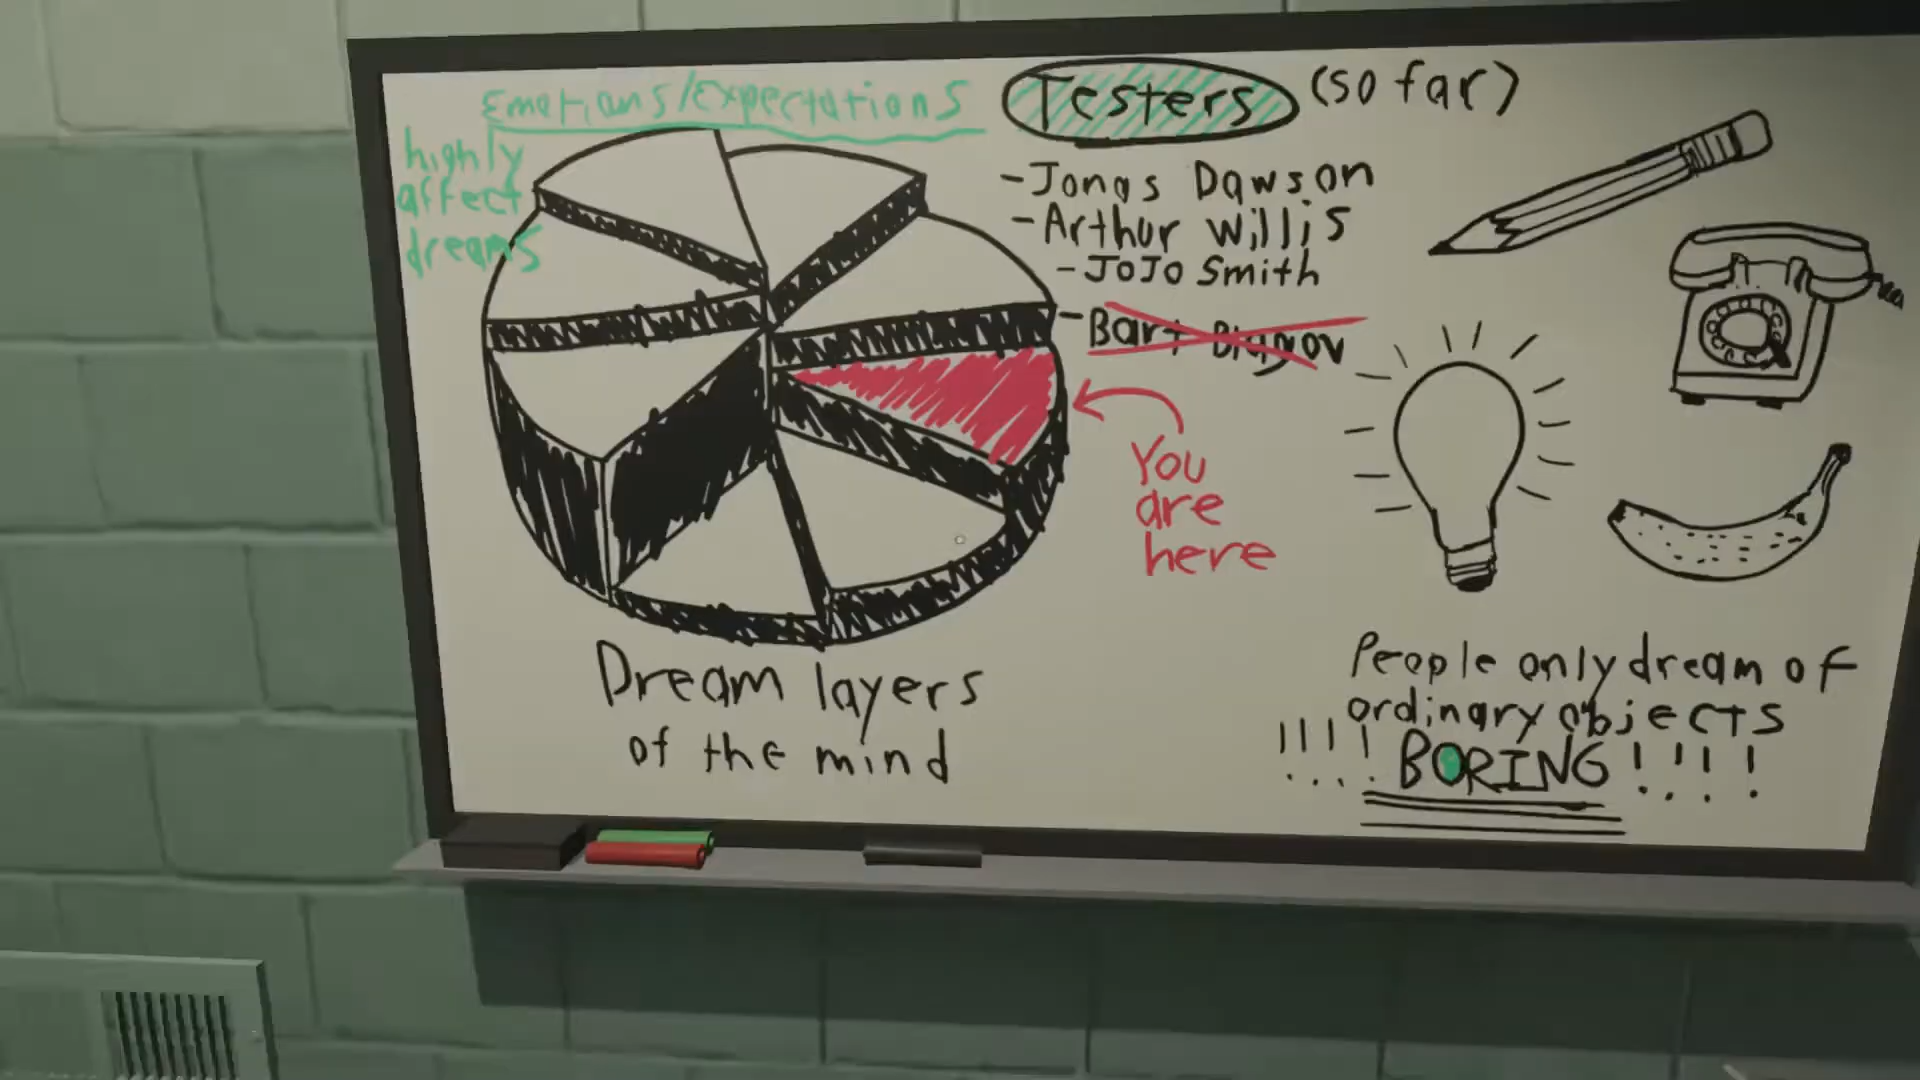 Emotions/Expectations
highly
affect
dreams
Testers (so far)
-Jonas Dawson
-Arthur Willis
-JoJo Smith
-Bart
You
are
here
Dream layers
of the mind
People only dream of
ordinary objects
!!!! BORING !!!!